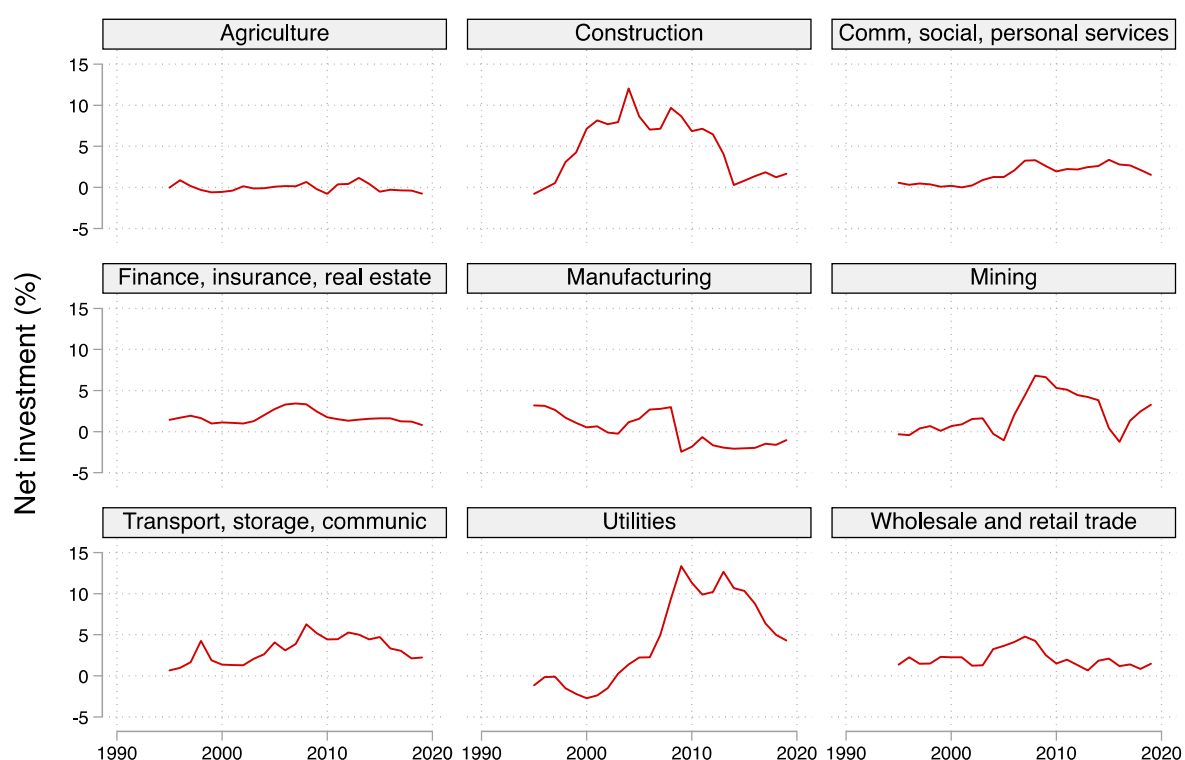 Agriculture
Construction
Comm, social, personal services
15
10
5
0
-5
Finance, insurance, real estate
Manufacturing
Mining
15
10
5
0
-5
Net investment (%)
Transport, storage, communic
Utilities
Wholesale and retail trade
15
10
5
0
-5
1990 2000 2010 2020 1990 2000 2010 2020 1990 2000 2010 2020